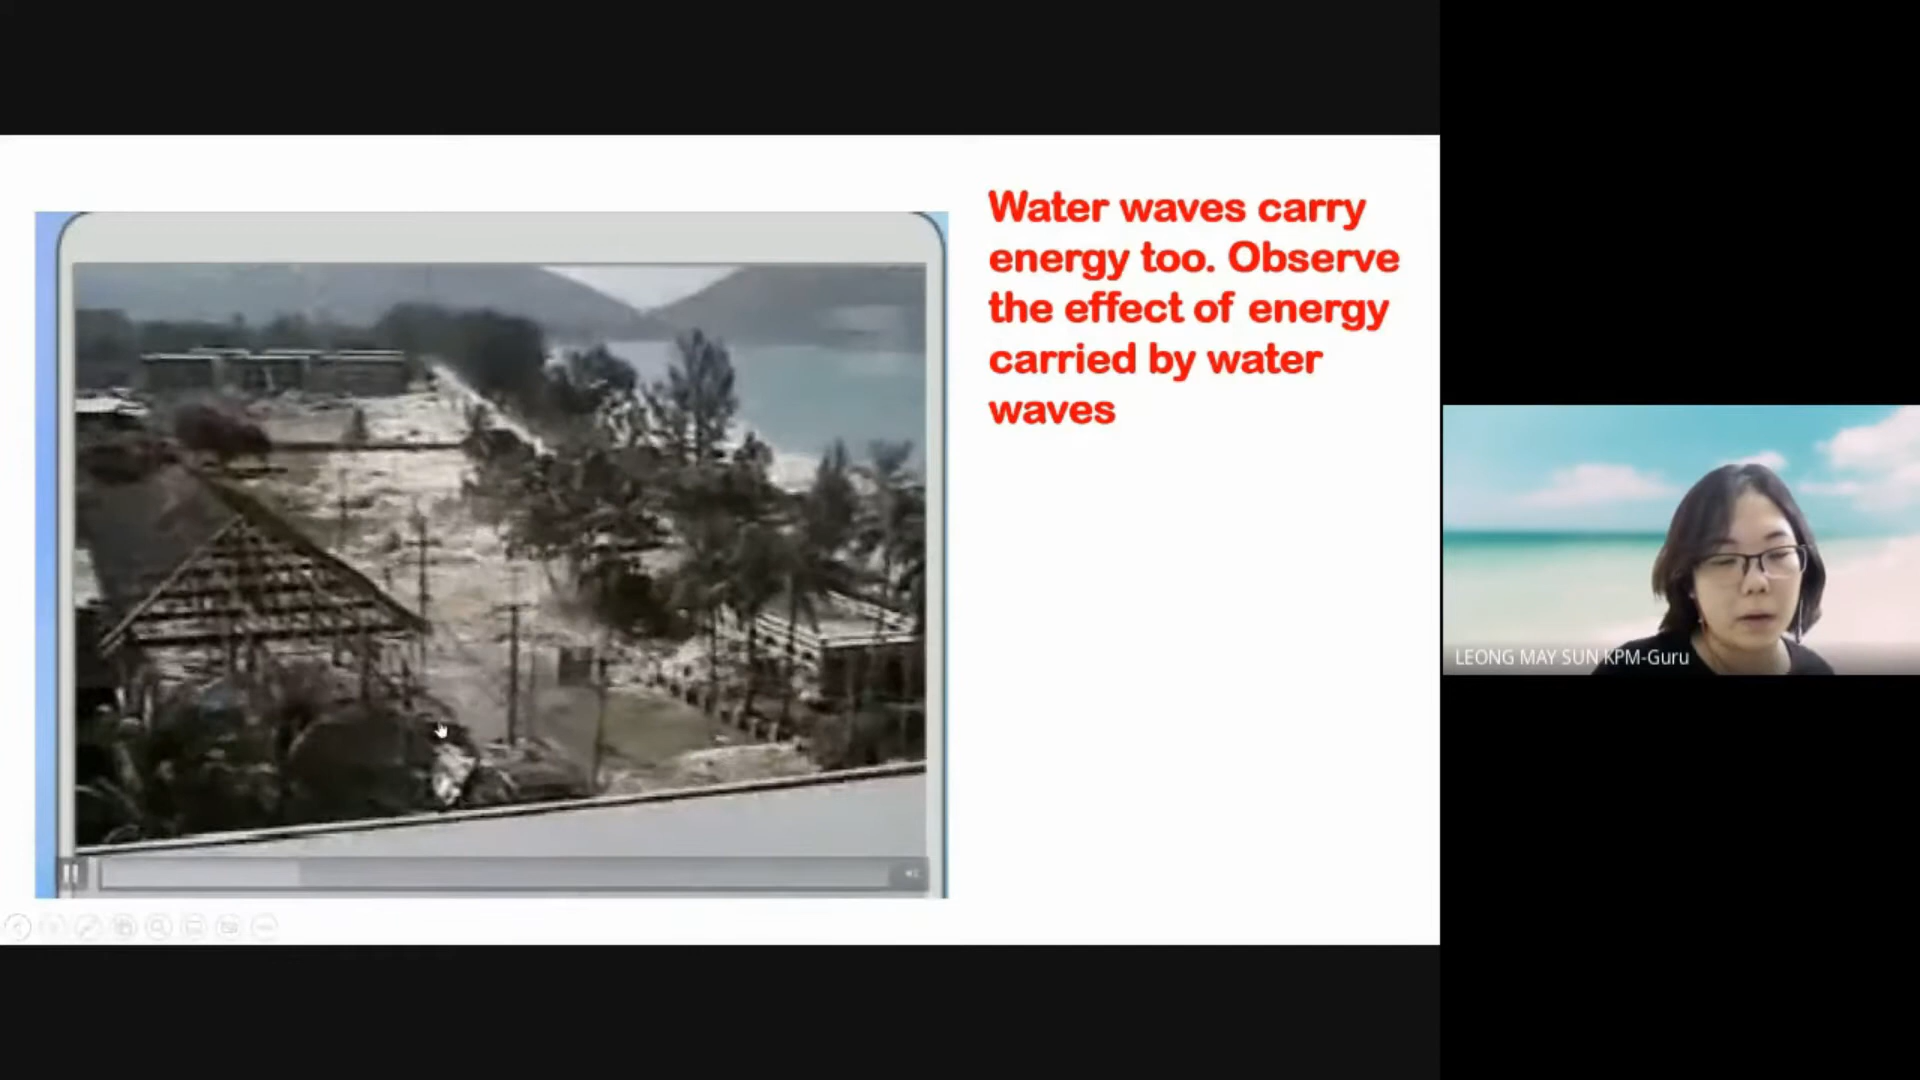 Water waves carry
energy too. Observe
the effect of energy
carried by water
waves
LEONG MAY SUN KPM-Guru